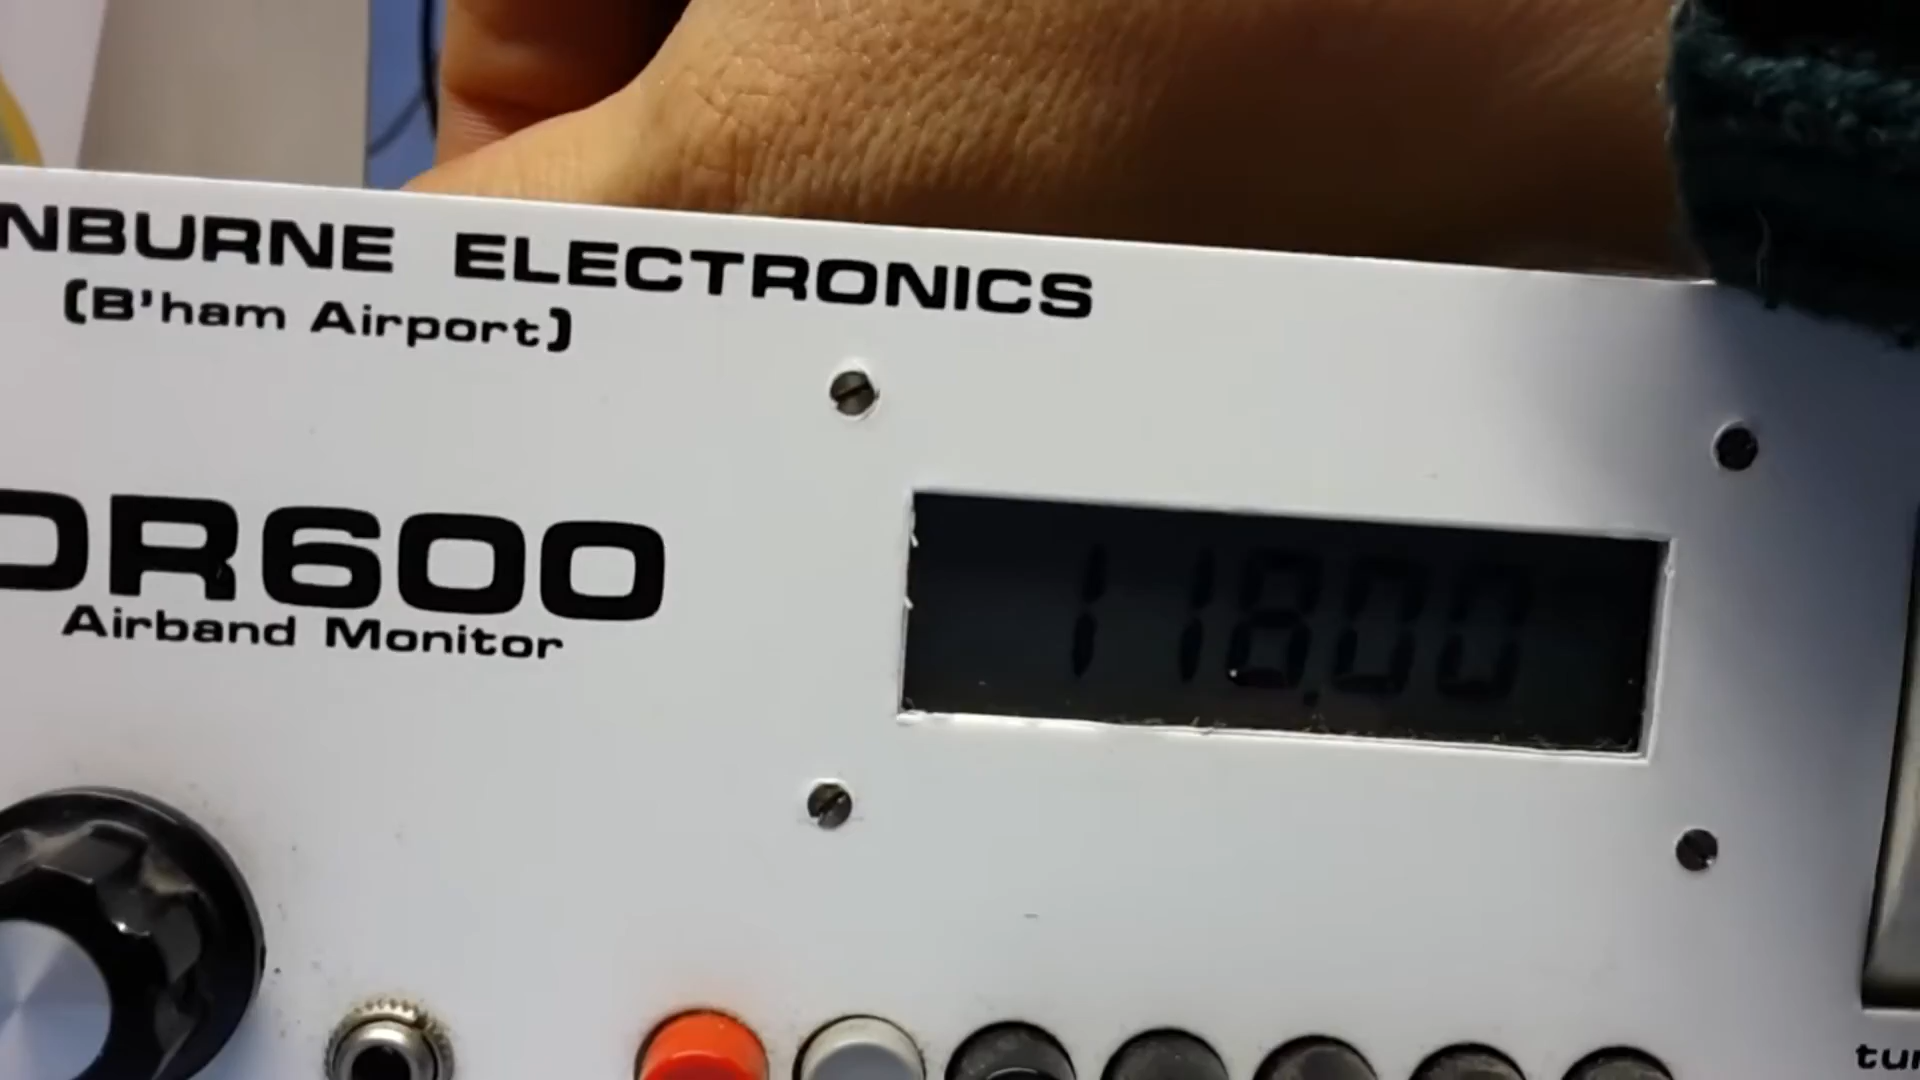 NBURNE ELECTRONICS
(B'ham Airport)
DR600
Airband Monitor
118.00